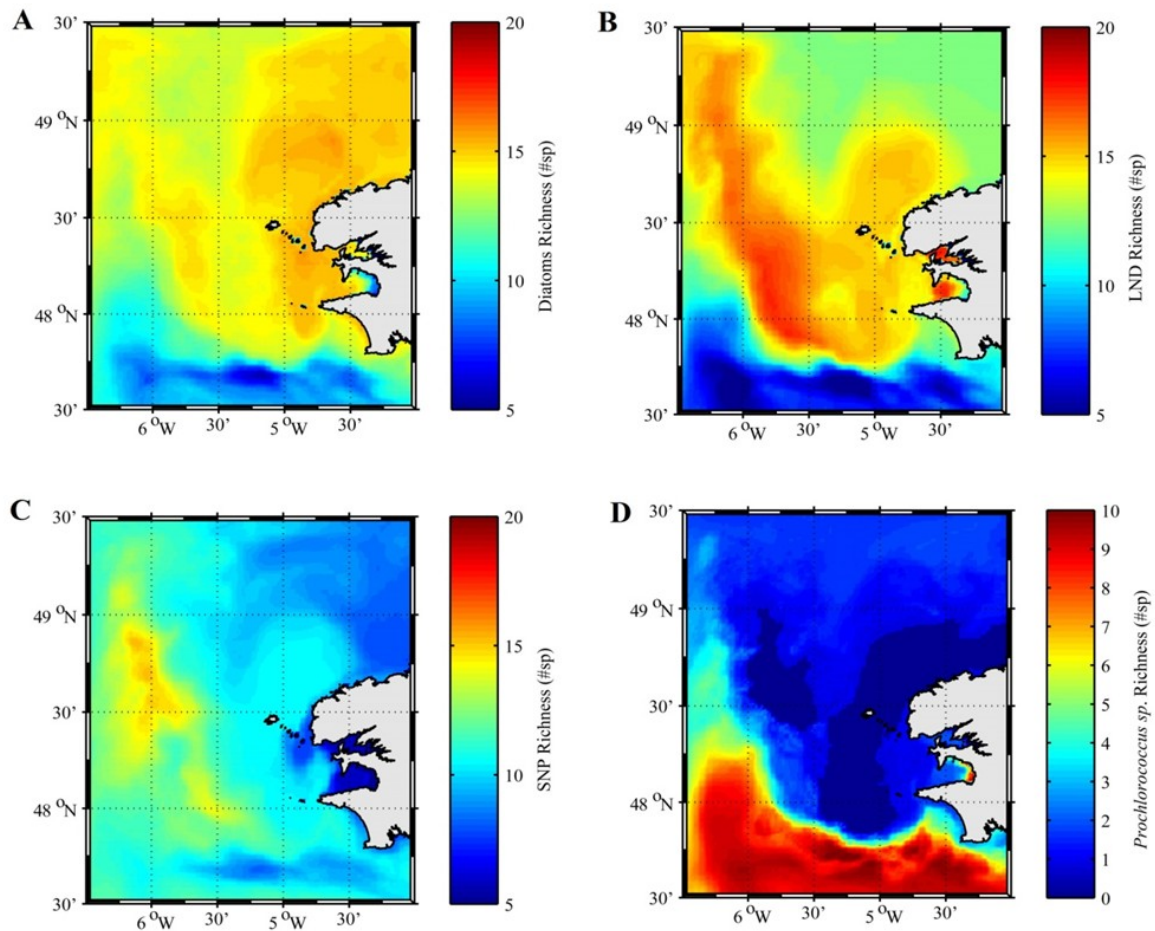 A
30'
49 °N
30'
48 °N
30'
6 °W
30'
5 °W
30'
20
15
10
5
Diatoms Richness (#sp)
B
30'
49 °N
30'
48 °N
30'
6 °W
30'
5 °W
30'
20
15
10
5
LND Richness (#sp)
C
30'
49 °N
30'
48 °N
30'
6 °W
30'
5 °W
30'
20
15
10
5
SNP Richness (#sp)
D
30'
49 °N
30'
48 °N
30'
6 °W
30'
5 °W
30'
10
9
8
7
6
5
4
3
2
1
0
Prochlorococcus sp. Richness (#sp)